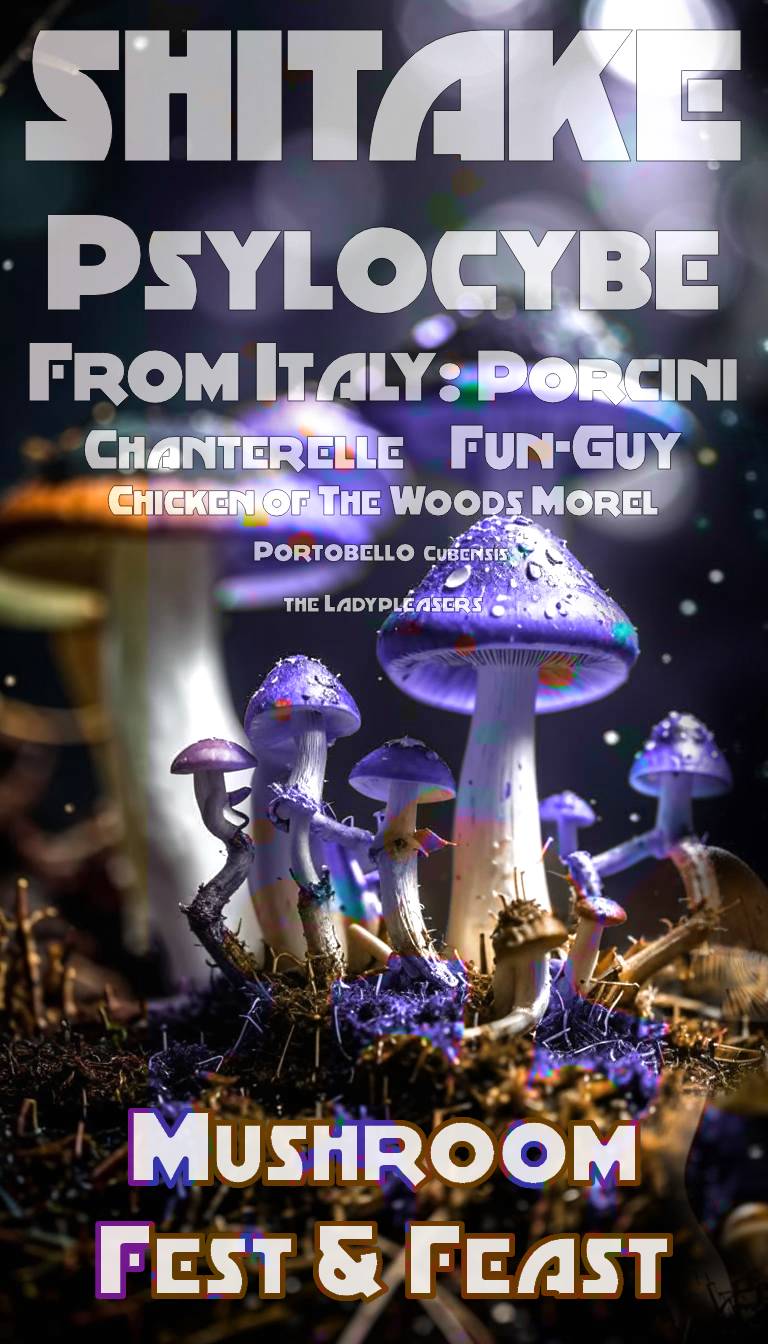 SHITAKE
PSYLOCYBE
FROM ITALY: PORCINI
CHANTERELLE FUN-GUY
CHICKEN OF THE WOODS MOREL
PORTOBELLO CUBENSIS
THE LADYPLEASERS
MUSHROOM
FEST & FEAST